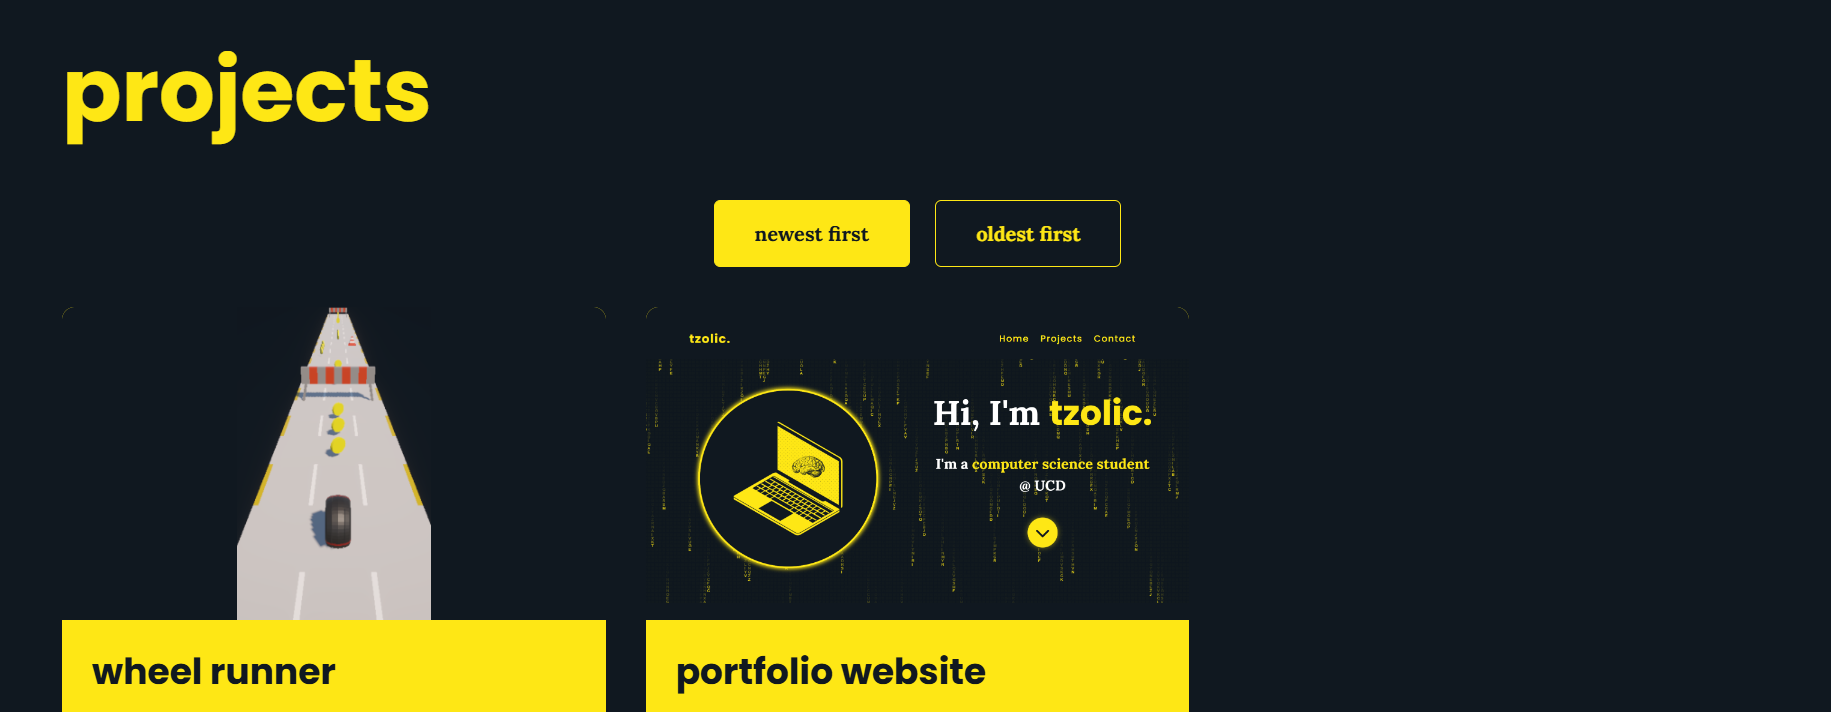 projects
newest first
oldest first
tzolic.
Home Projects Contact
Hi, I'm tzolic.
I'm a computer science student
@ UCD
wheel runner
portfolio website